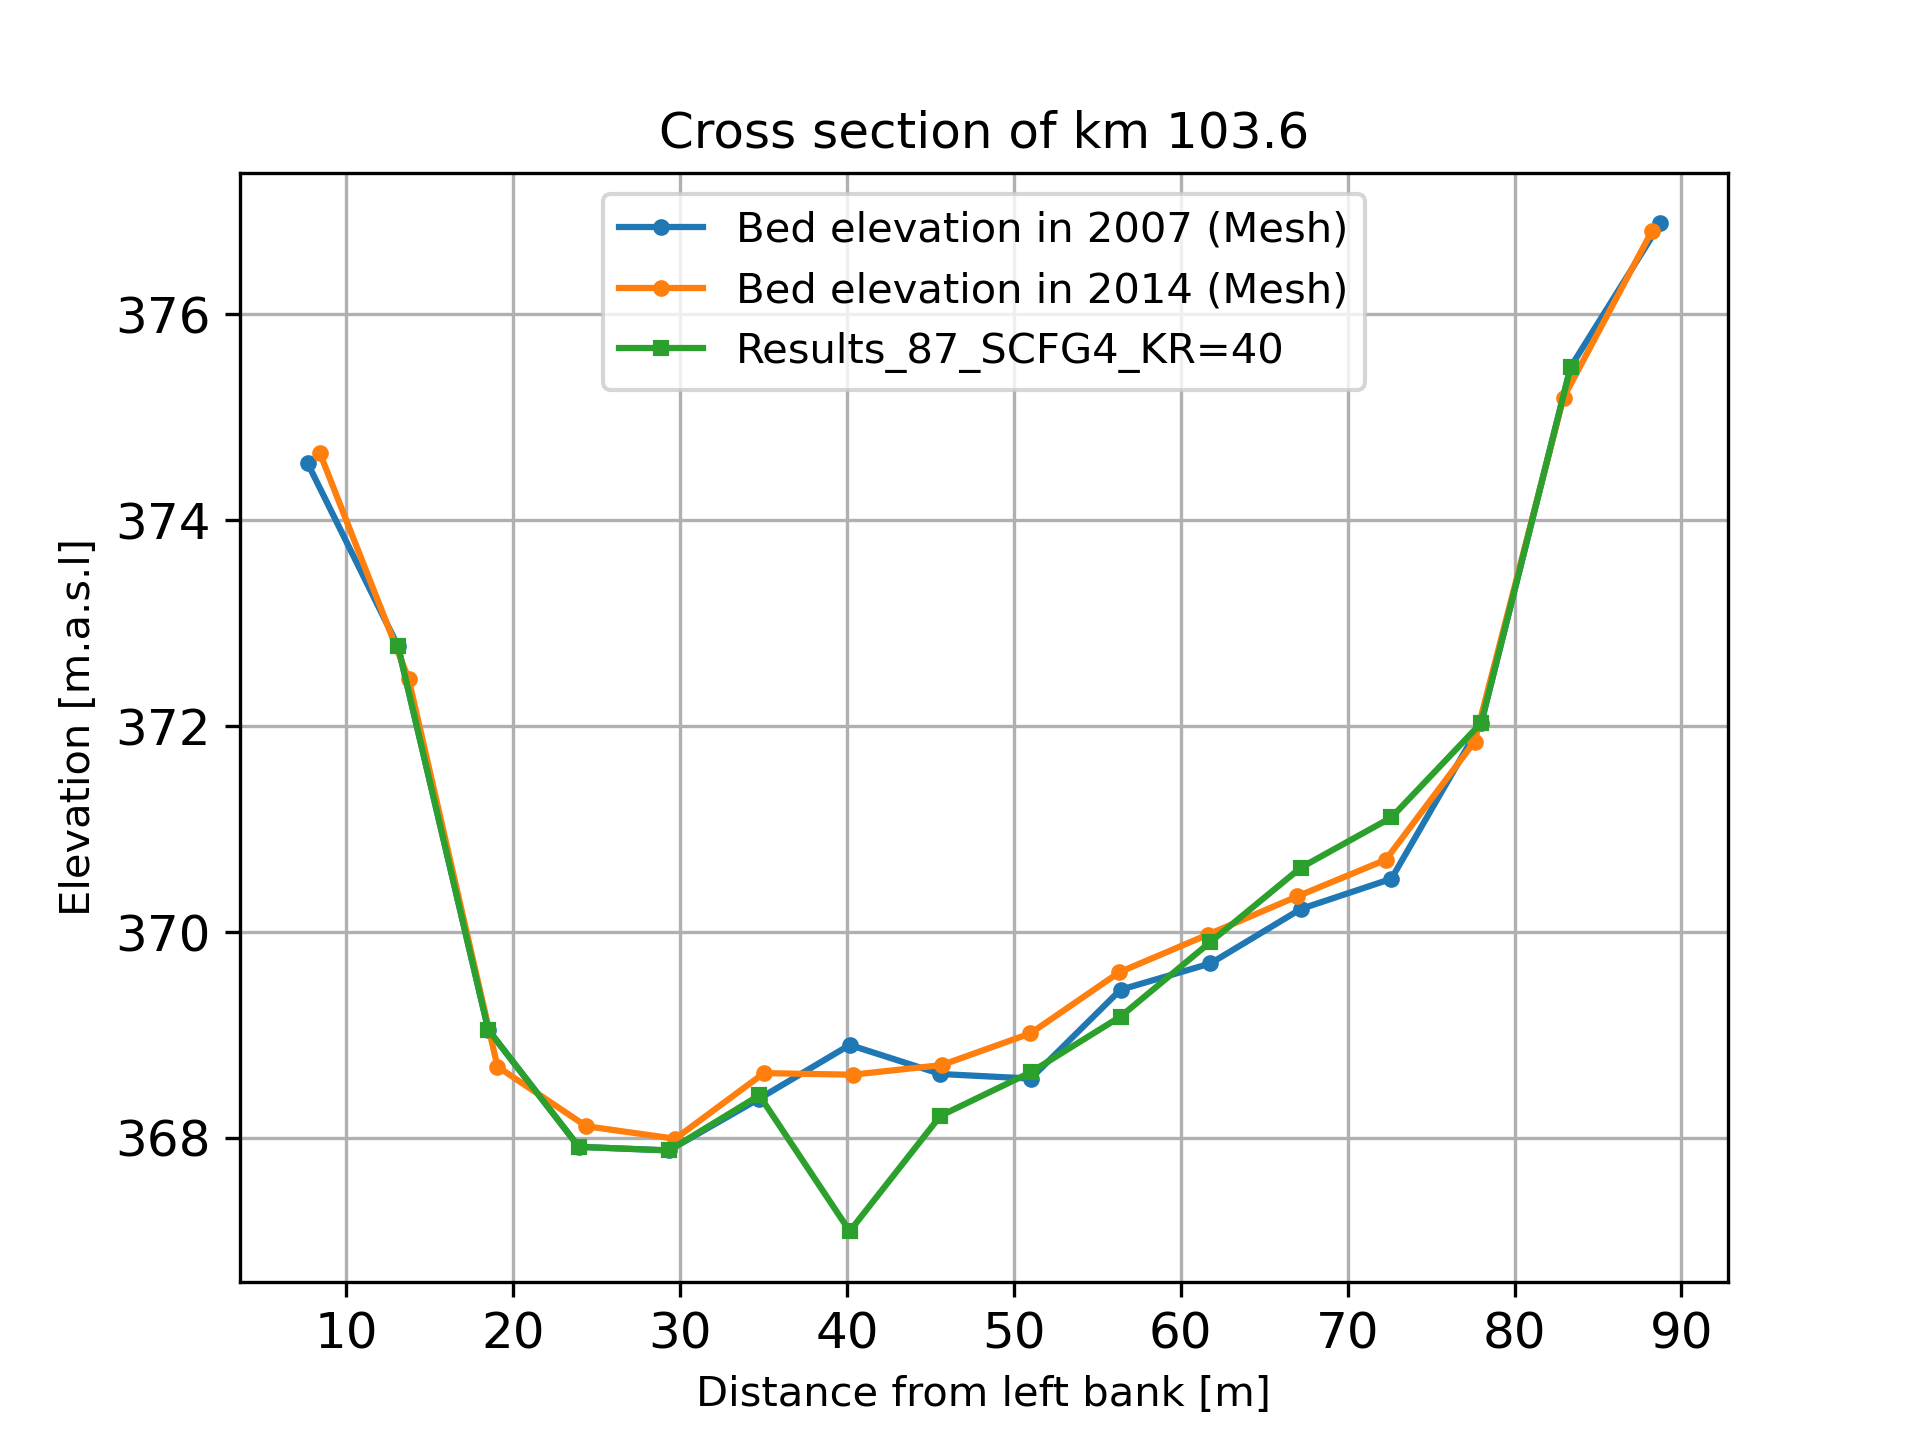 Cross section of km 103.6
Bed elevation in 2007 (Mesh)
Bed elevation in 2014 (Mesh)
Results_87_SCFG4_KR=40
376
374
372
370
368
Elevation [m.a.s.l]
10 20 30 40 50 60 70 80 90
Distance from left bank [m]